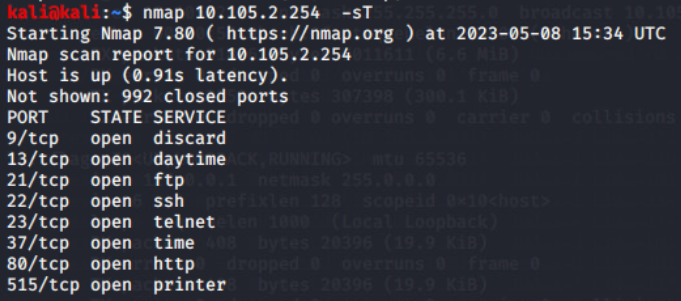 kali@kali:~$ nmap 10.105.2.254 -sT
Starting Nmap 7.80 ( https://nmap.org ) at 2023-05-08 15:34 UTC
Nmap scan report for 10.105.2.254
Host is up (0.91s latency).
Not shown: 992 closed ports
PORT STATE SERVICE
9/tcp open discard
13/tcp open daytime
21/tcp open ftp
22/tcp open ssh
23/tcp open telnet
37/tcp open time
80/tcp open http
515/tcp open printer